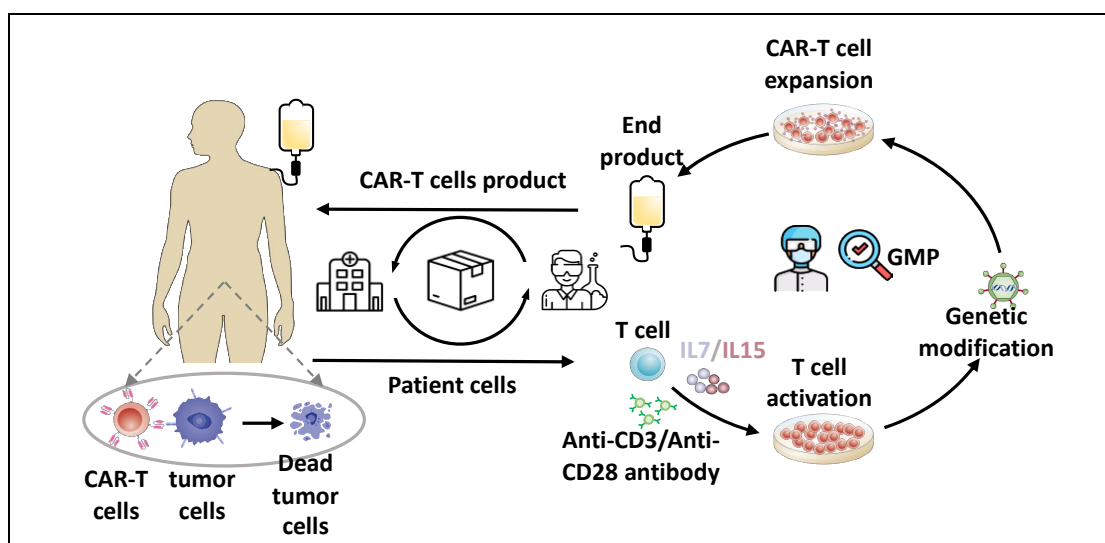 CAR-T cell
expansion
End
product
CAR-T cells product
GMP
Genetic
modification
T cell
IL7/IL15
T cell
activation
Patient cells
Anti-CD3/Anti-
CD28 antibody
CAR-T
cells
tumor
cells
Dead
tumor
cells